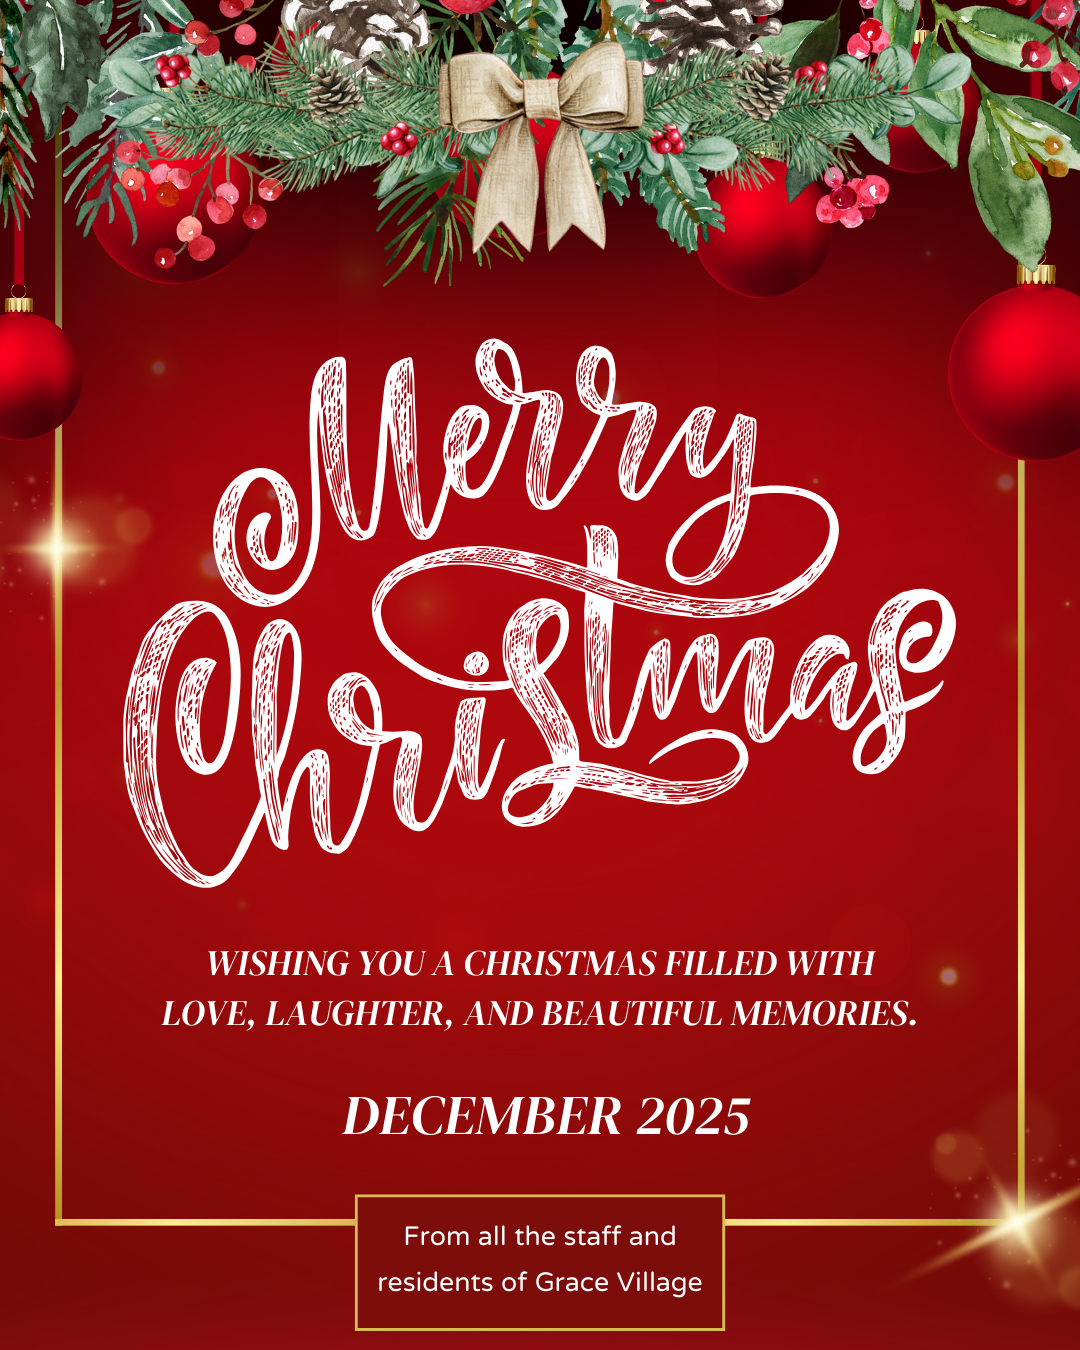 Merry
Christmas
WISHING YOU A CHRISTMAS FILLED WITH
LOVE, LAUGHTER, AND BEAUTIFUL MEMORIES.
DECEMBER 2025
From all the staff and
residents of Grace Village